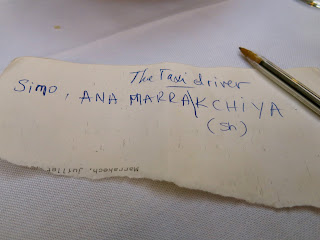 The Taxi driver
Simo, ANA MARRAKCHIYA
(Sh)
Marrakech, Juillet